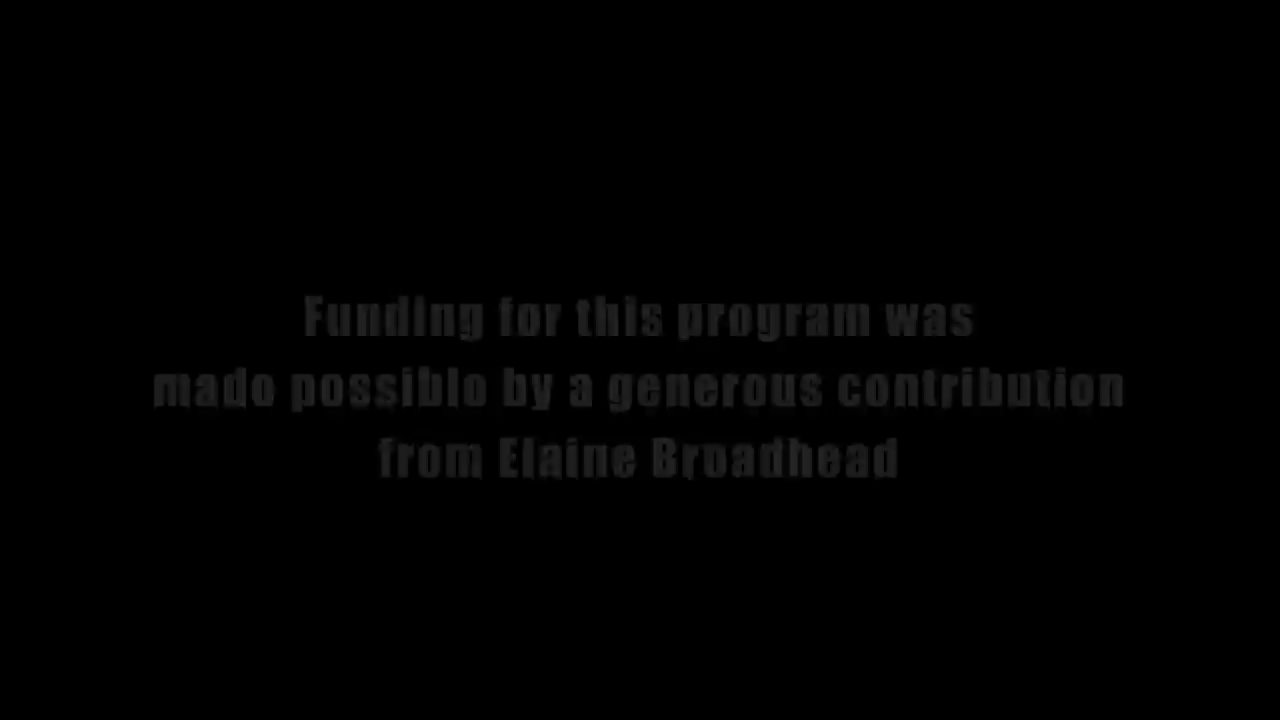 Funding for this program was
made possible by a generous contribution
from Elaine Broadhead